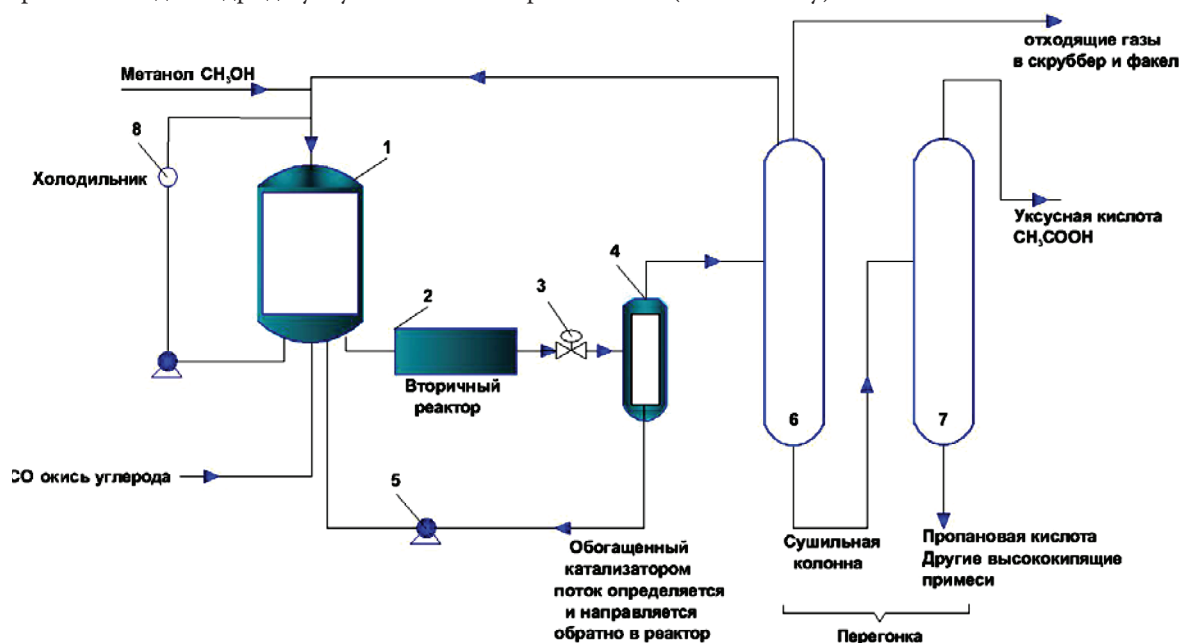 отходящие газы
в скруббер и факел
Метанол CH₃OH
8
1
Холодильник
Уксусная кислота
CH₃COOH
4
2
3
Вторичный
реактор
6
7
CO окись углерода
5
Обогащенный
катализатором
поток определяется
и направляется
обратно в реактор
Сушильная
колонна
Пропановая кислота
Другие высококипящие
примеси
Перегонка